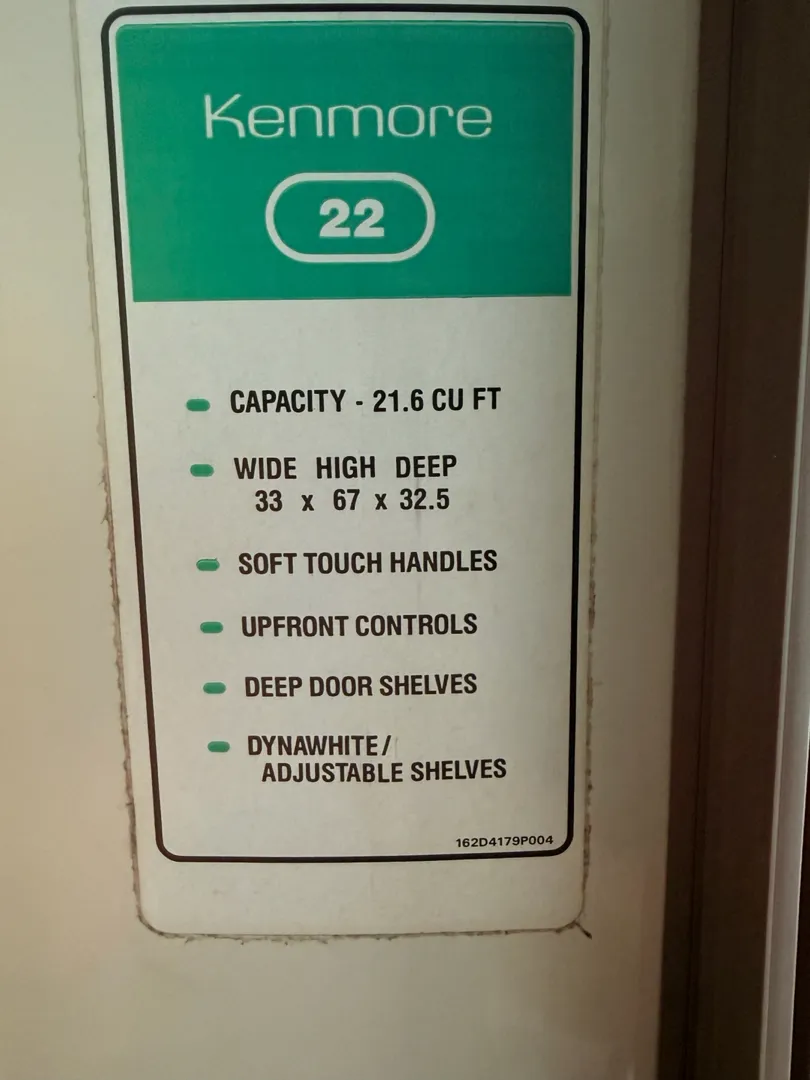 Kenmore
22
CAPACITY - 21.6 CU FT
WIDE HIGH DEEP
33 x 67 x 32.5
SOFT TOUCH HANDLES
UPFRONT CONTROLS
DEEP DOOR SHELVES
DYNAWHITE/
ADJUSTABLE SHELVES
162D4179P004